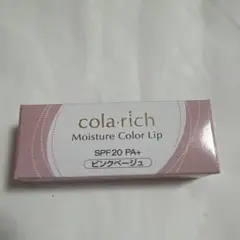 cola·rich
Moisture Color Lip
SPF20 PA+
ピンクベージュ